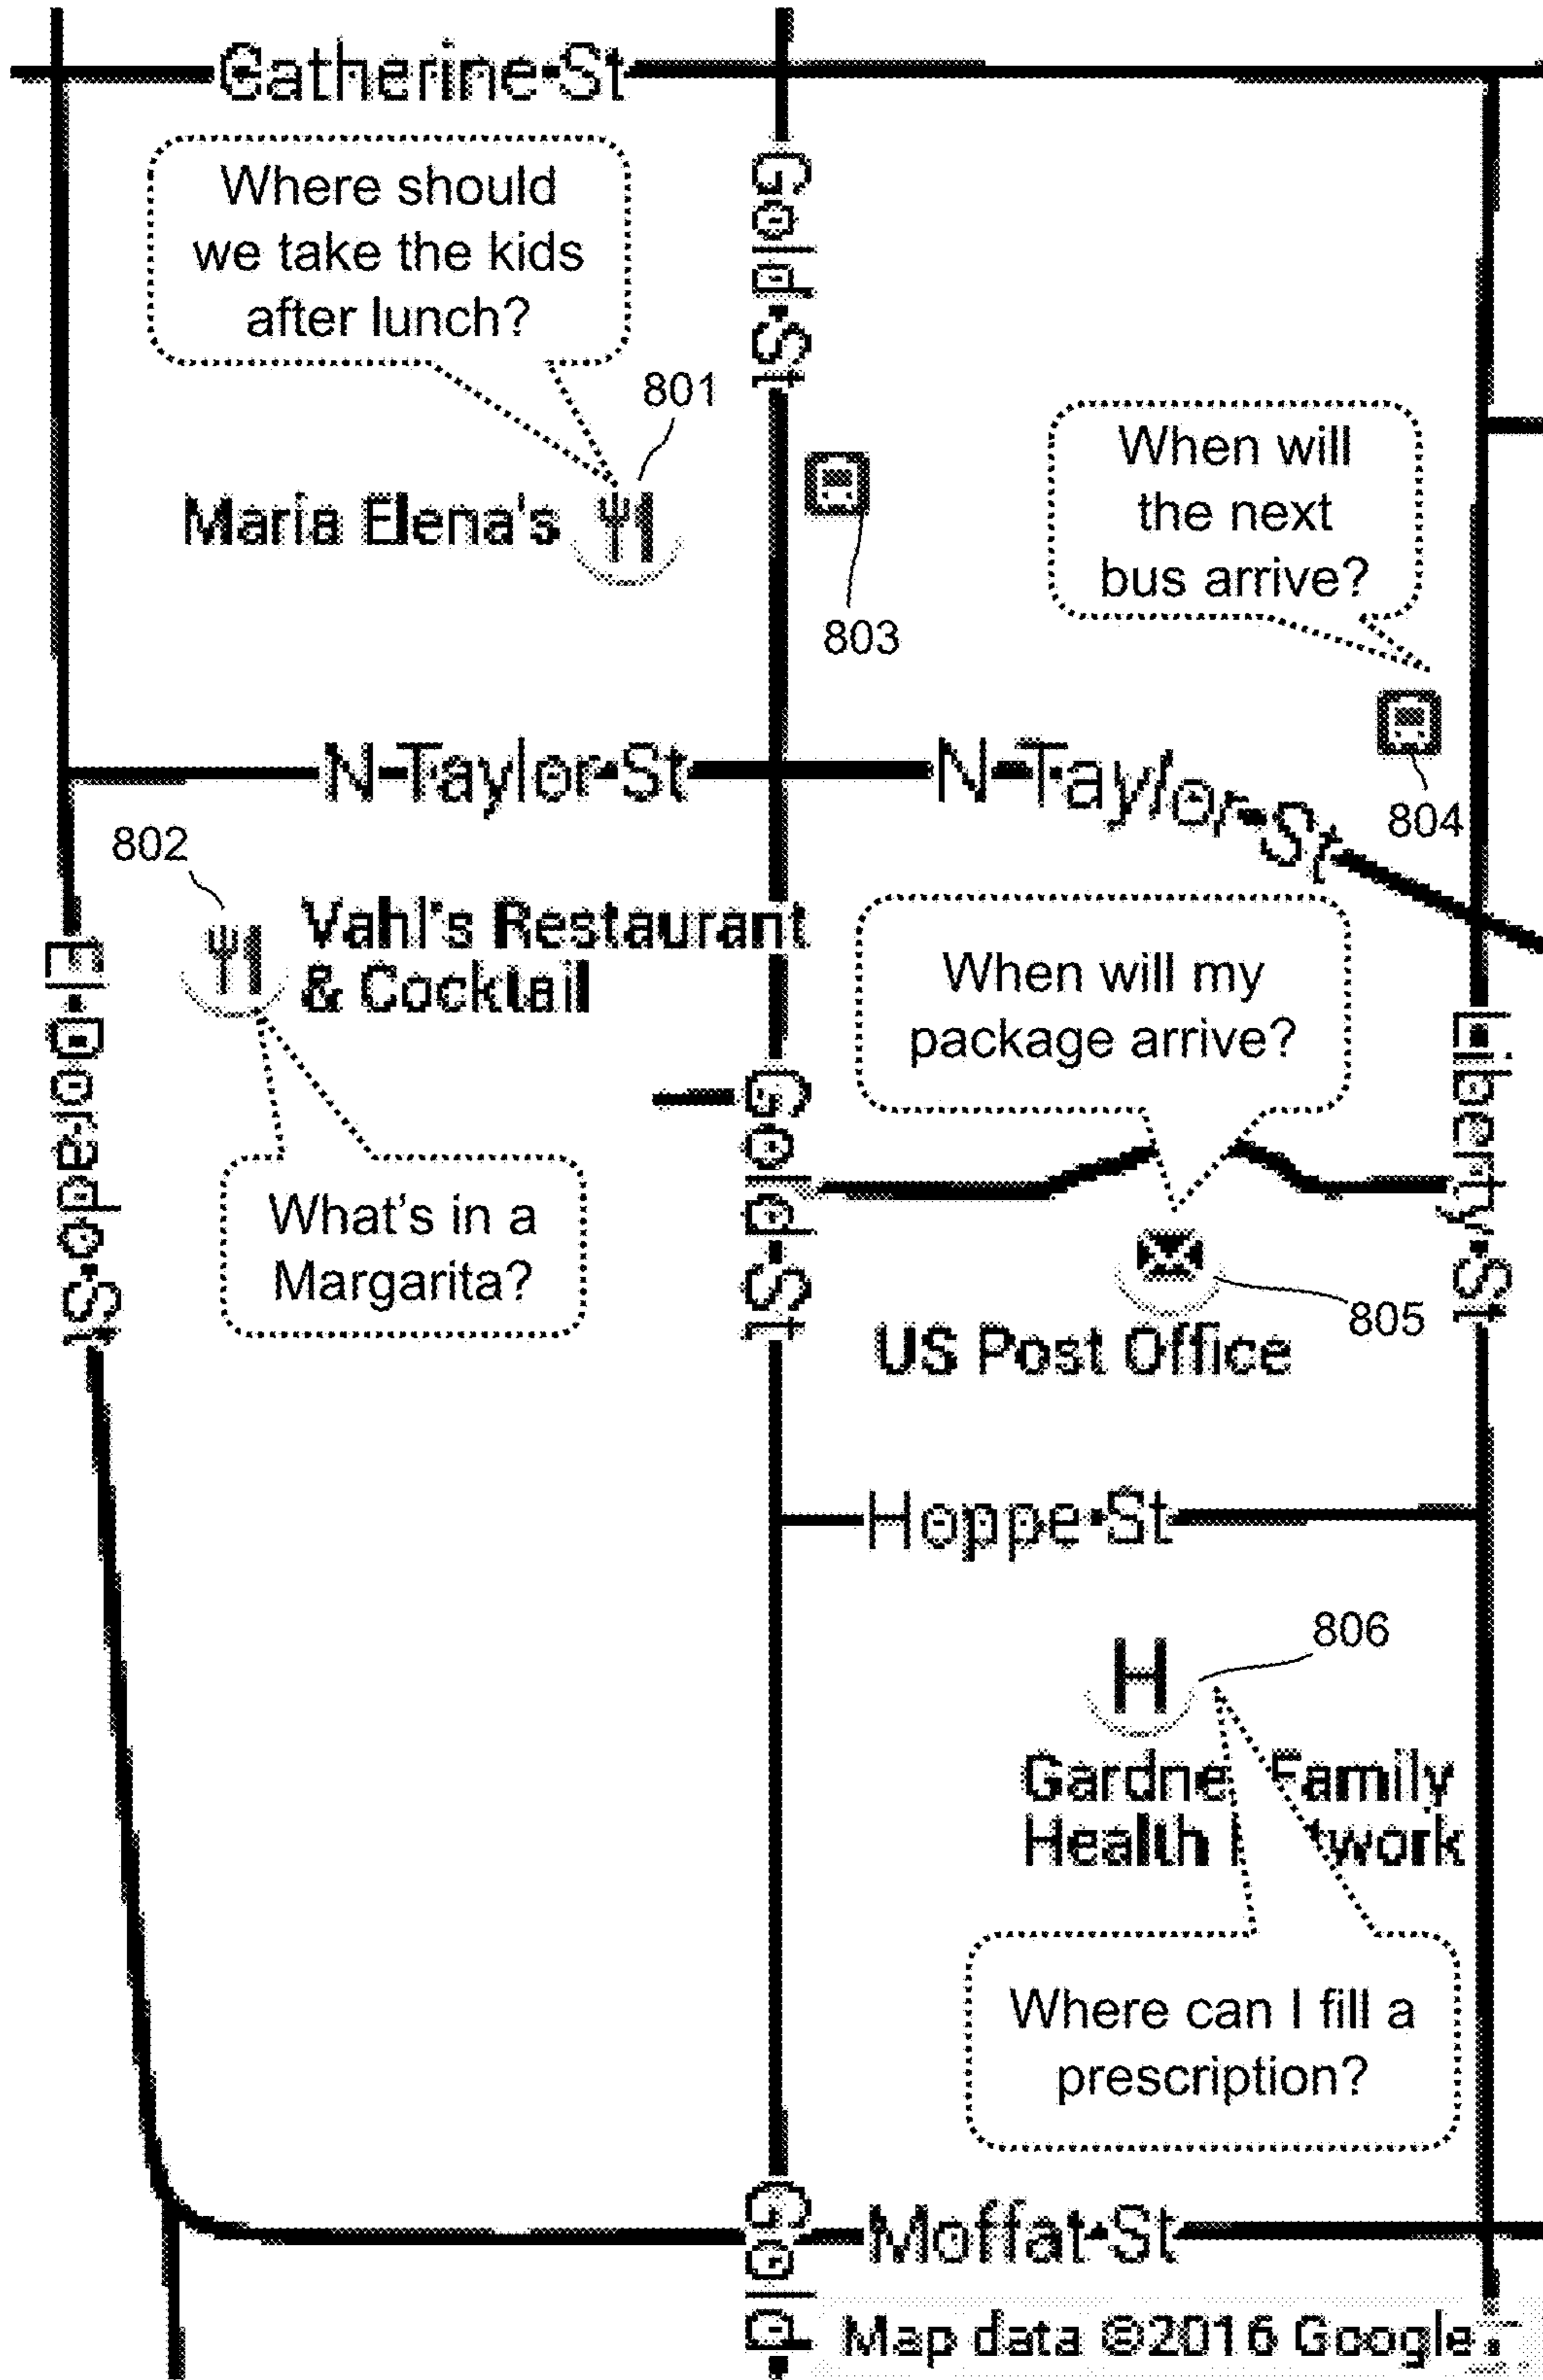 Catherine St
Where should
we take the kids
after lunch?
Gold St
801
When will
the next
bus arrive?
Maria Elena's
803
N Taylor St
N Taylor St
804
802
Vahl's Restaurant
& Cocktail
When will my
package arrive?
El Dorado St
Gold St
Liberty St
What's in a
Margarita?
805
US Post Office
Hoppe St
806
H
Gardne Family
Health twork
Where can I fill a
prescription?
Gold
Moffat St
Map data ©2016 Google